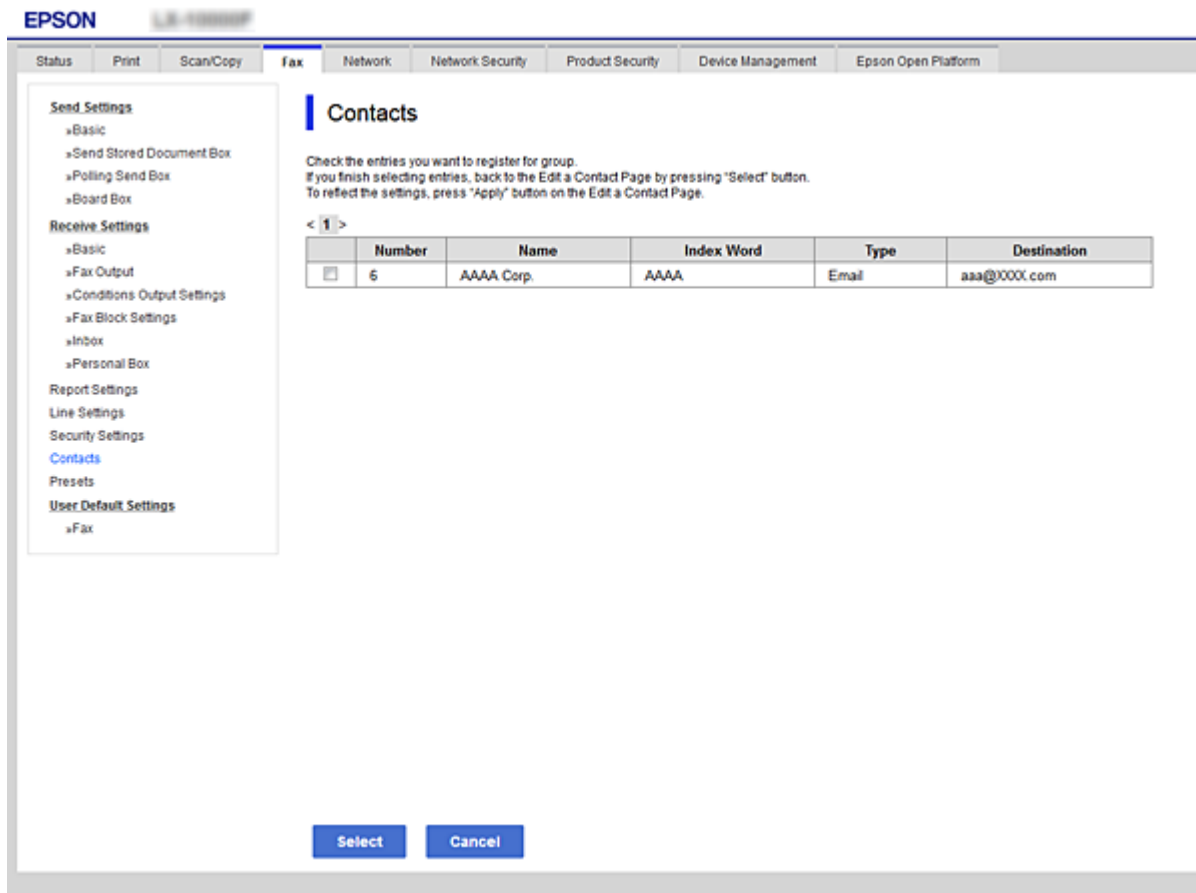 EPSON
Status Print Scan/Copy Fax Network Network Security Product Security Device Management Epson Open Platform
Send Settings
»Basic
»Send Stored Document Box
»Polling Send Box
»Board Box
Receive Settings
»Basic
»Fax Output
»Conditions Output Settings
»Fax Block Settings
»Inbox
»Personal Box
Report Settings
Line Settings
Security Settings
Contacts
Presets
User Default Settings
»Fax
Contacts
Check the entries you want to register for group.
If you finish selecting entries, back to the Edit a Contact Page by pressing "Select" button.
To reflect the settings, press "Apply" button on the Edit a Contact Page.
< 1 >
Number Name Index Word Type Destination
6 AAAA Corp. AAAA Email aaa@XXXX.com
Select Cancel